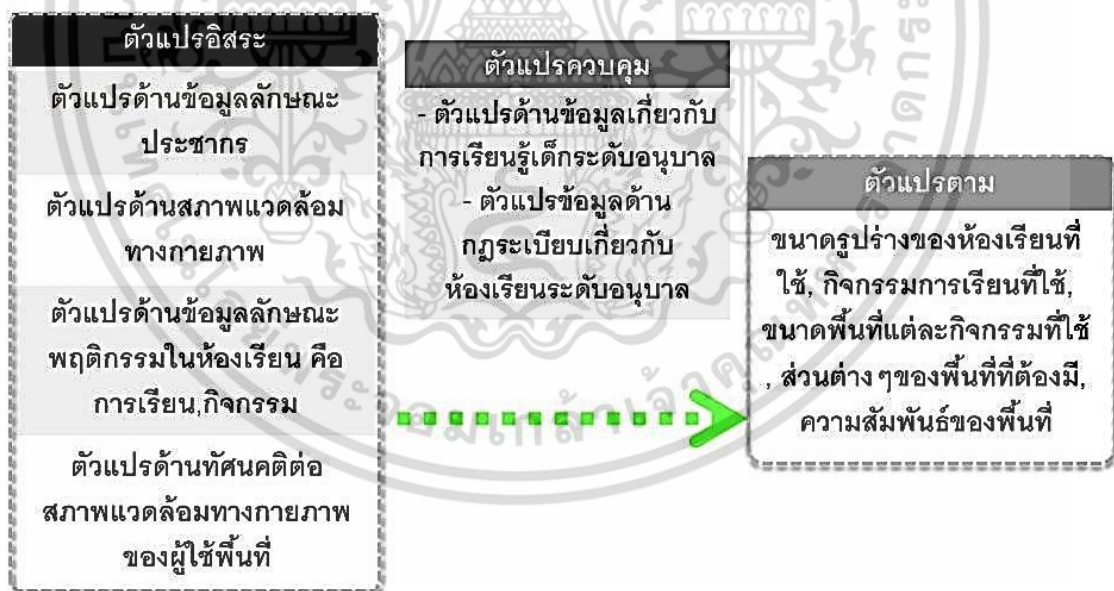 ตัวแปรอิสระ
ตัวแปรด้านข้อมูลลักษณะ
ประชากร
ตัวแปรด้านสภาพแวดล้อม
ทางกายภาพ
ตัวแปรด้านข้อมูลลักษณะ
พฤติกรรมในห้องเรียน คือ
การเรียน,กิจกรรม
ตัวแปรด้านทัศนคติต่อ
สภาพแวดล้อมทางกายภาพ
ของผู้ใช้พื้นที่
ตัวแปรควบคุม
- ตัวแปรด้านข้อมูลเกี่ยวกับ
การเรียนรู้เด็กระดับอนุบาล
- ตัวแปรข้อมูลด้าน
กฎระเบียบเกี่ยวกับ
ห้องเรียนระดับอนุบาล
ตัวแปรตาม
ขนาดรูปร่างของห้องเรียนที่
ใช้, กิจกรรมการเรียนที่ใช้,
ขนาดพื้นที่แต่ละกิจกรรมที่ใช้
, ส่วนต่างๆของพื้นที่ที่ต้องมี,
ความสัมพันธ์ของพื้นที่